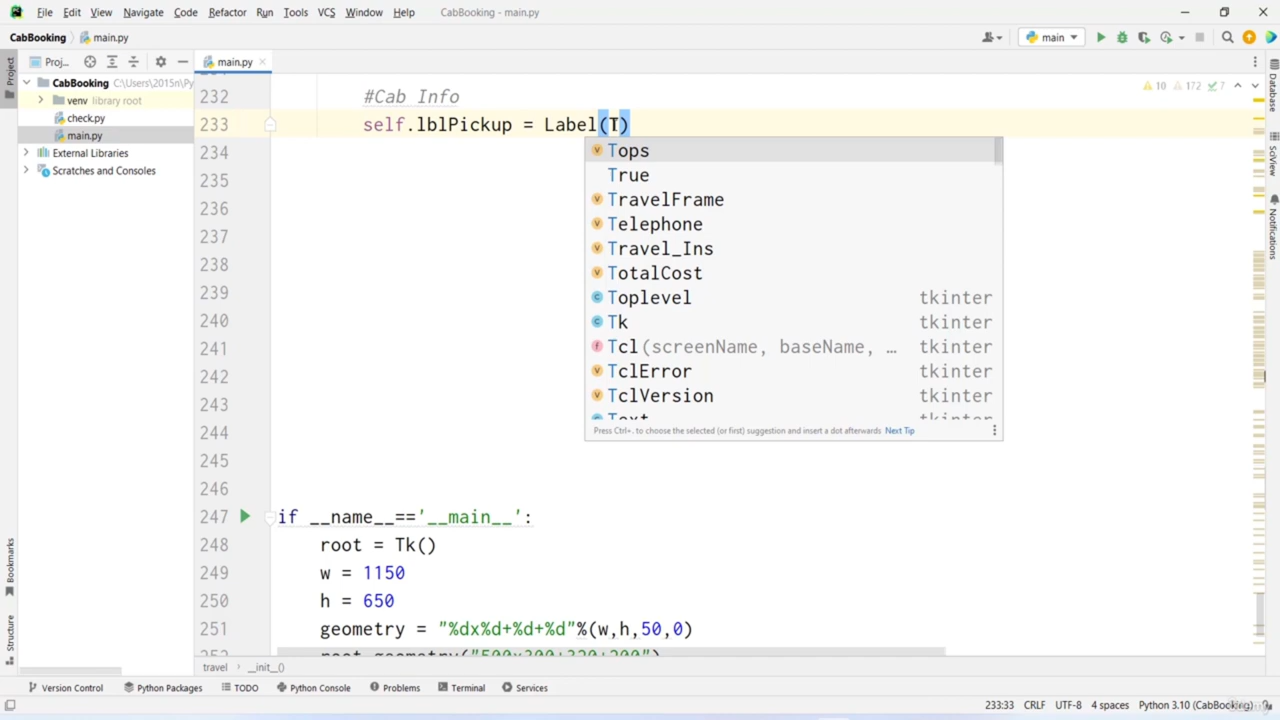 File Edit View Navigate Code Refactor Run Tools VCS Window Help CabBooking - main.py
CabBooking main.py main
Project Proj... main.py
CabBooking C:\Users\2015n\Py
venv library root
check.py
main.py
External Libraries
Scratches and Consoles
10 172 7
232 #Cab Info
233 self.lblPickup = Label(T)
234
235
236
237
238
239
240
241
242
243
244
245
246
Tops
True
TravelFrame
Telephone
Travel_Ins
TotalCost
Toplevel tkinter
Tk tkinter
Tcl(screenName, baseName, … tkinter
TclError tkinter
TclVersion tkinter
Text tkinter
Press Ctrl+. to choose the selected (or first) suggestion and insert a dot afterwards Next Tip
247 if __name__=='__main__':
248 root = Tk()
249 w = 1150
250 h = 650
251 geometry = "%dx%d+%d+%d"%(w,h,50,0)
252 root.geometry("500x300+320+200")
travel __init__()
Database
SciView
Notifications
Bookmarks
Structure
Version Control Python Packages TODO Python Console Problems Terminal Services
233:33 CRLF UTF-8 4 spaces Python 3.10 (CabBooking)